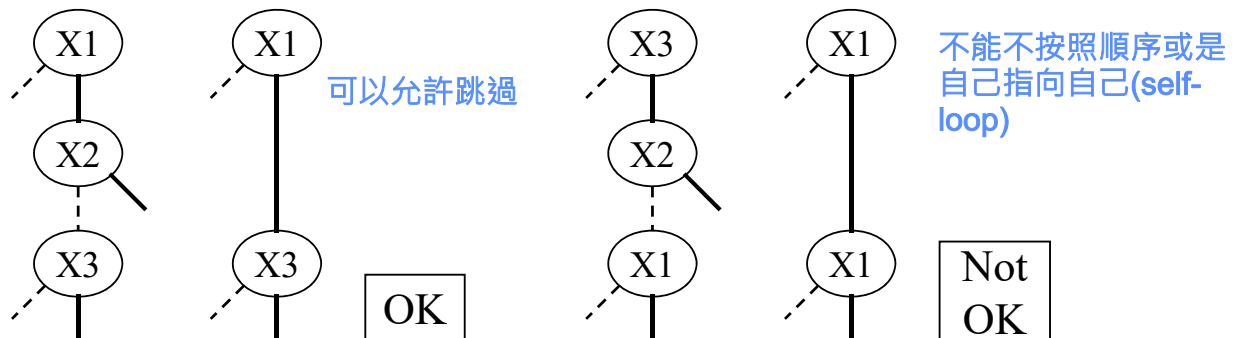 X1
X2
X3
X1
可以允許跳過
X3
OK
X3
X2
X1
X1
不能不按照順序或是
自己指向自己(self-
loop)
X1
Not
OK